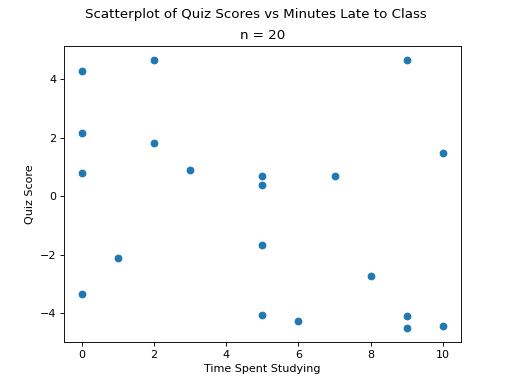 Scatterplot of Quiz Scores vs Minutes Late to Class
n = 20
4
2
0
−2
−4
Quiz Score
0 2 4 6 8 10
Time Spent Studying